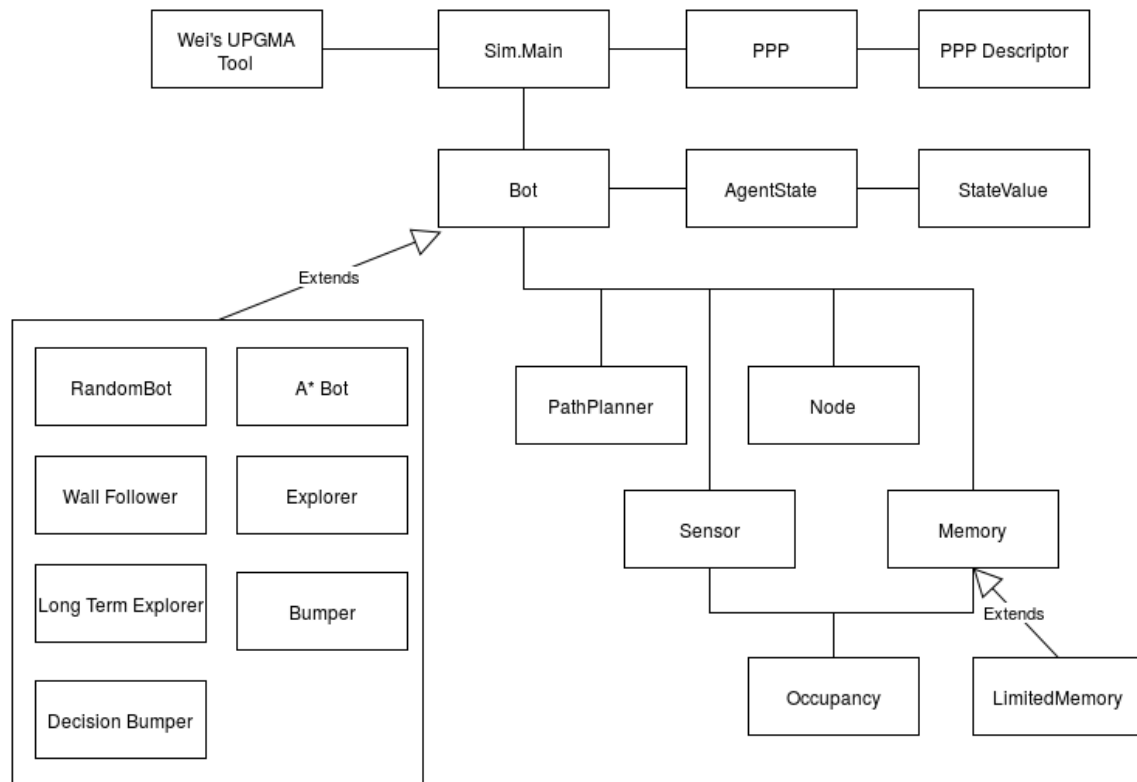 Wei's UPGMA
Tool
Sim.Main
PPP
PPP Descriptor
Bot
AgentState
StateValue
Extends
RandomBot
A* Bot
PathPlanner
Node
Wall Follower
Explorer
Sensor
Memory
Long Term Explorer
Bumper
Extends
Decision Bumper
Occupancy
LimitedMemory